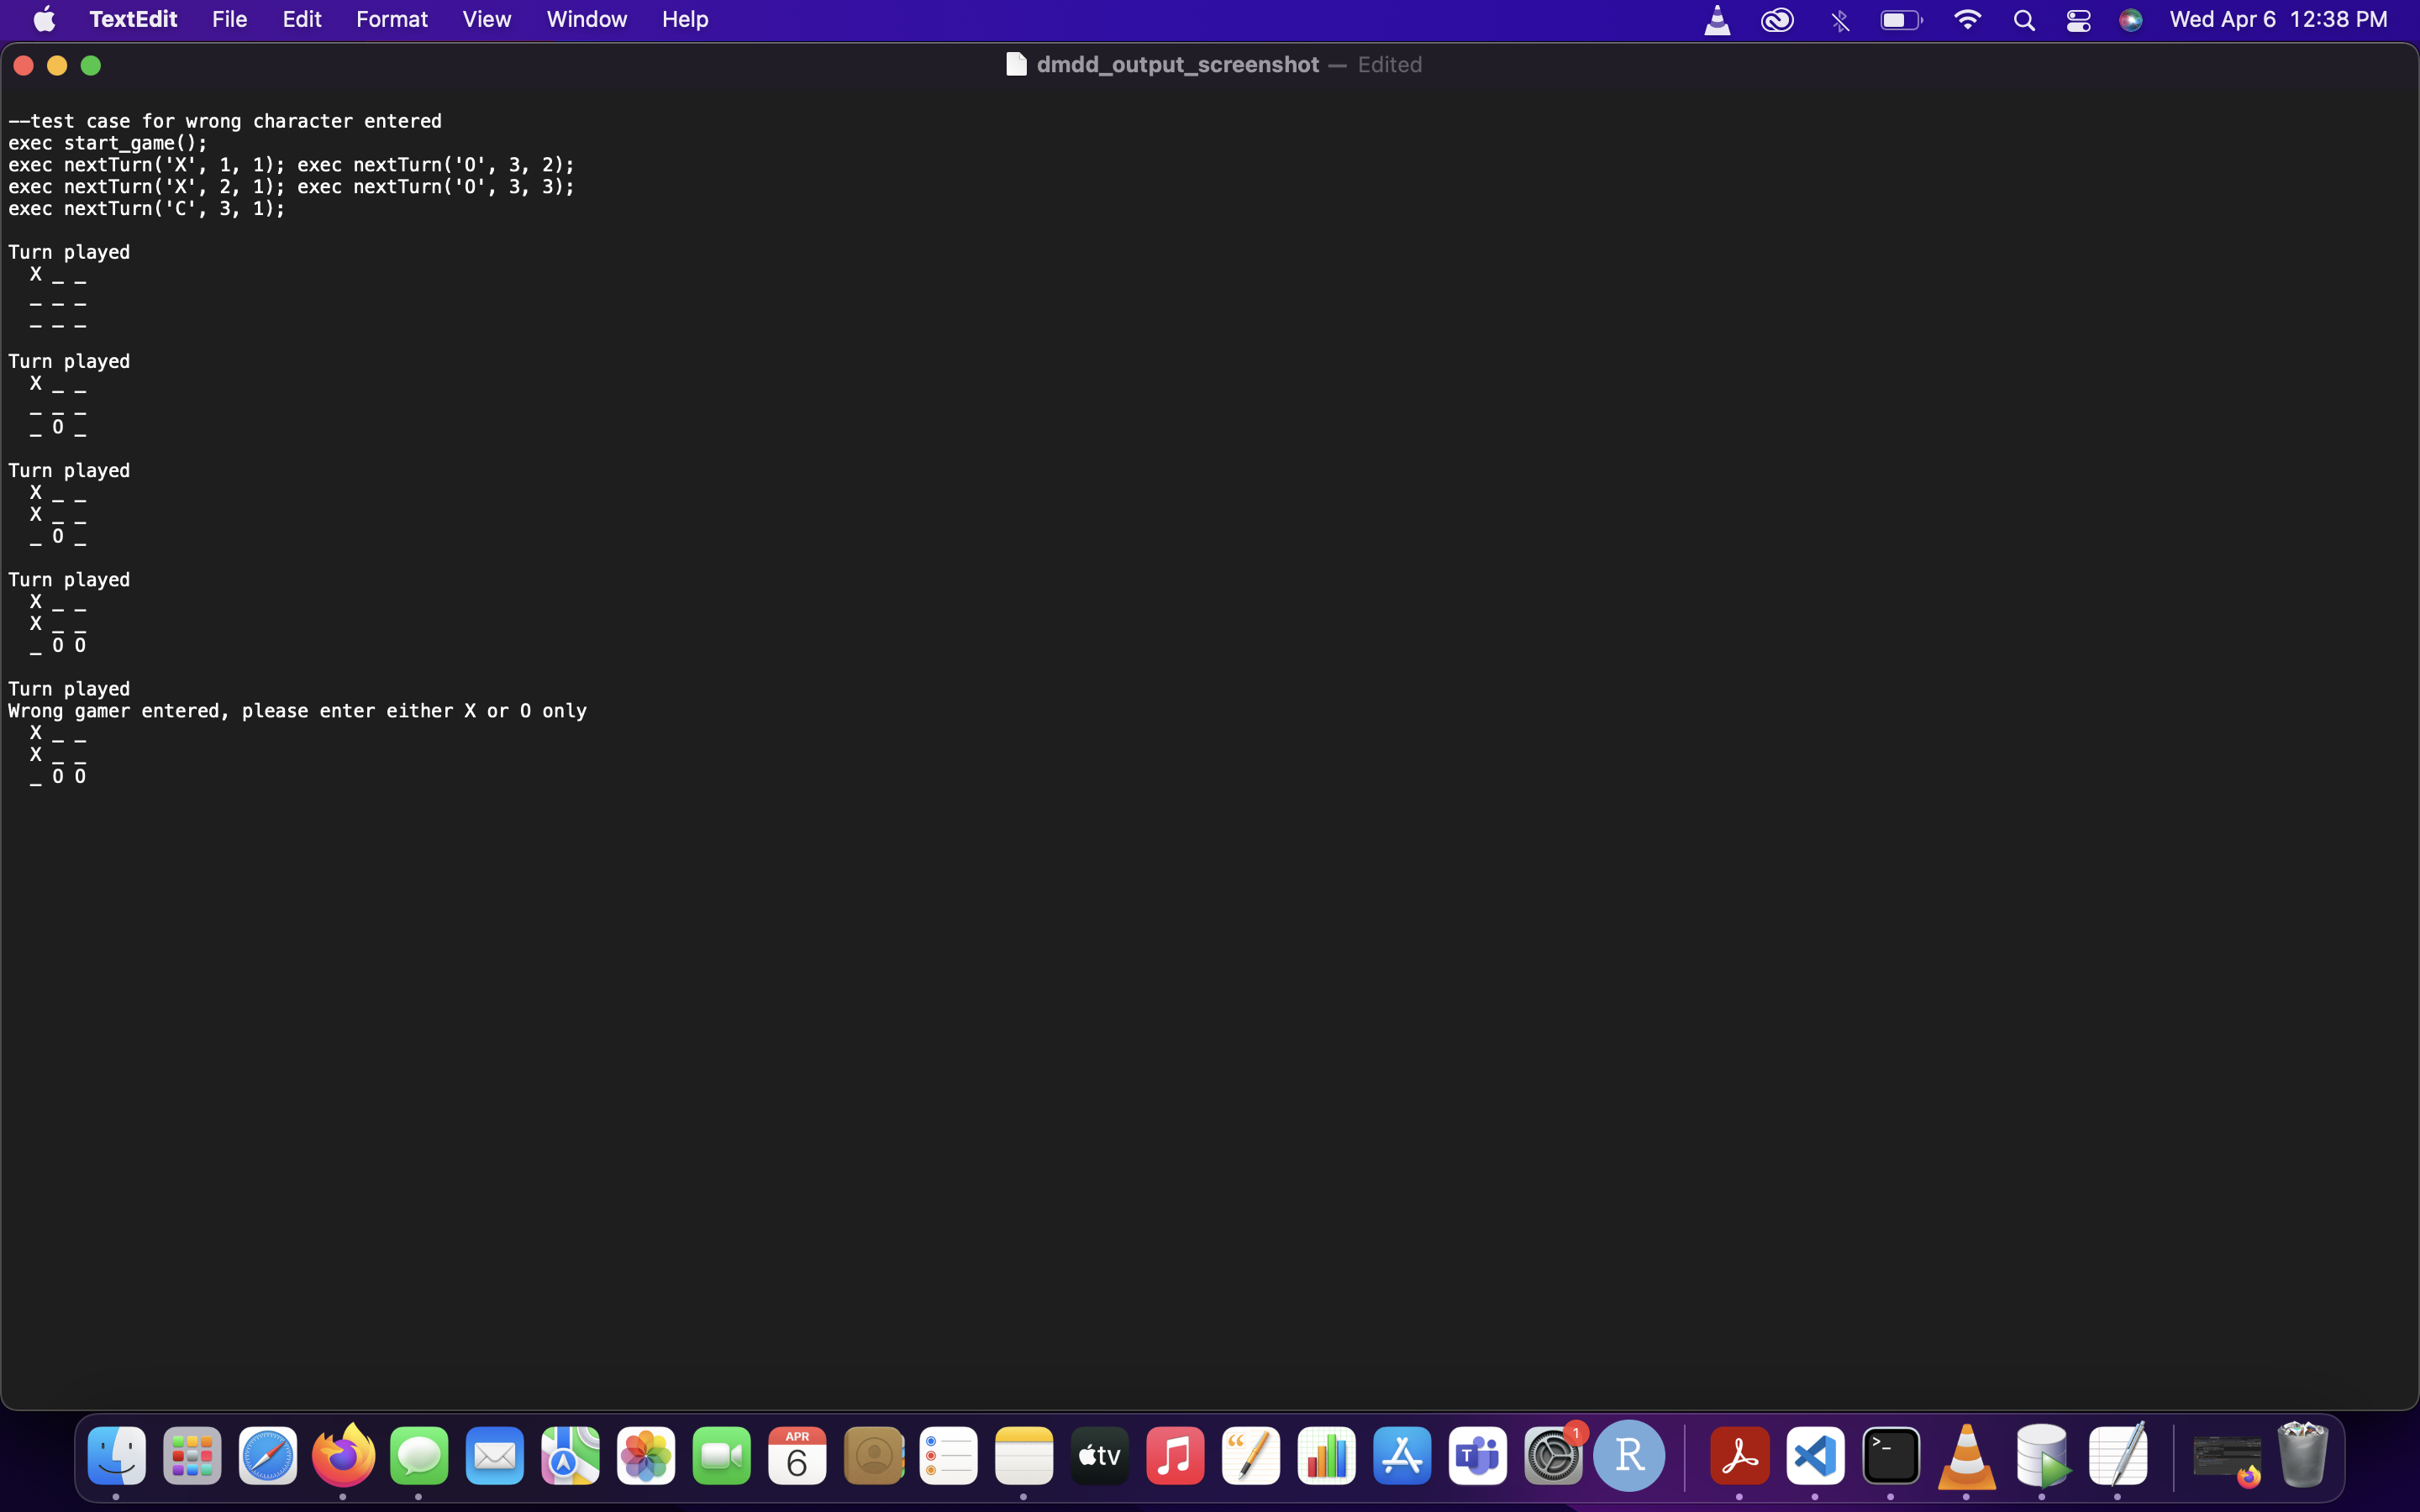 TextEdit File Edit Format View Window Help Wed Apr 6 12:38 PM
dmdd_output_screenshot — Edited
--test case for wrong character entered
exec start_game();
exec nextTurn('X', 1, 1); exec nextTurn('O', 3, 2);
exec nextTurn('X', 2, 1); exec nextTurn('O', 3, 3);
exec nextTurn('C', 3, 1);
Turn played
X _ _
_ _ _
_ _ _
Turn played
X _ _
_ _ _
_ O _
Turn played
X _ _
X _ _
_ O _
Turn played
X _ _
X _ _
_ O O
Turn played
Wrong gamer entered, please enter either X or O only
X _ _
X _ _
_ O O
APR
6
tv
T
1
R
>_